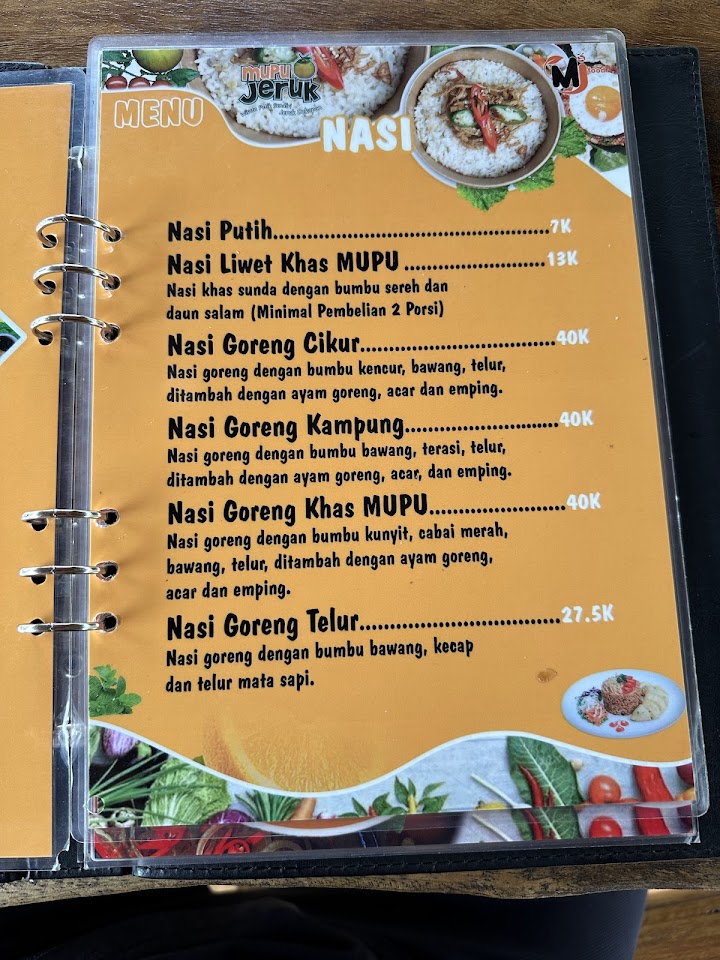 MUPU
Jeruk
MENU
NASI
Nasi Putih..................................................7K
Nasi Liwet Khas MUPU.........................13K
Nasi khas sunda dengan bumbu sereh dan
daun salam (Minimal Pembelian 2 Porsi)
Nasi Goreng Cikur..................................40K
Nasi goreng dengan bumbu kencur, bawang, telur,
ditambah dengan ayam goreng, acar dan emping.
Nasi Goreng Kampung...........................40K
Nasi goreng dengan bumbu bawang, terasi, telur,
ditambah dengan ayam goreng, acar, dan emping.
Nasi Goreng Khas MUPU........................40K
Nasi goreng dengan bumbu kunyit, cabai merah,
bawang, telur, ditambah dengan ayam goreng,
acar dan emping.
Nasi Goreng Telur...................................27.5K
Nasi goreng dengan bumbu bawang, kecap
dan telur mata sapi.